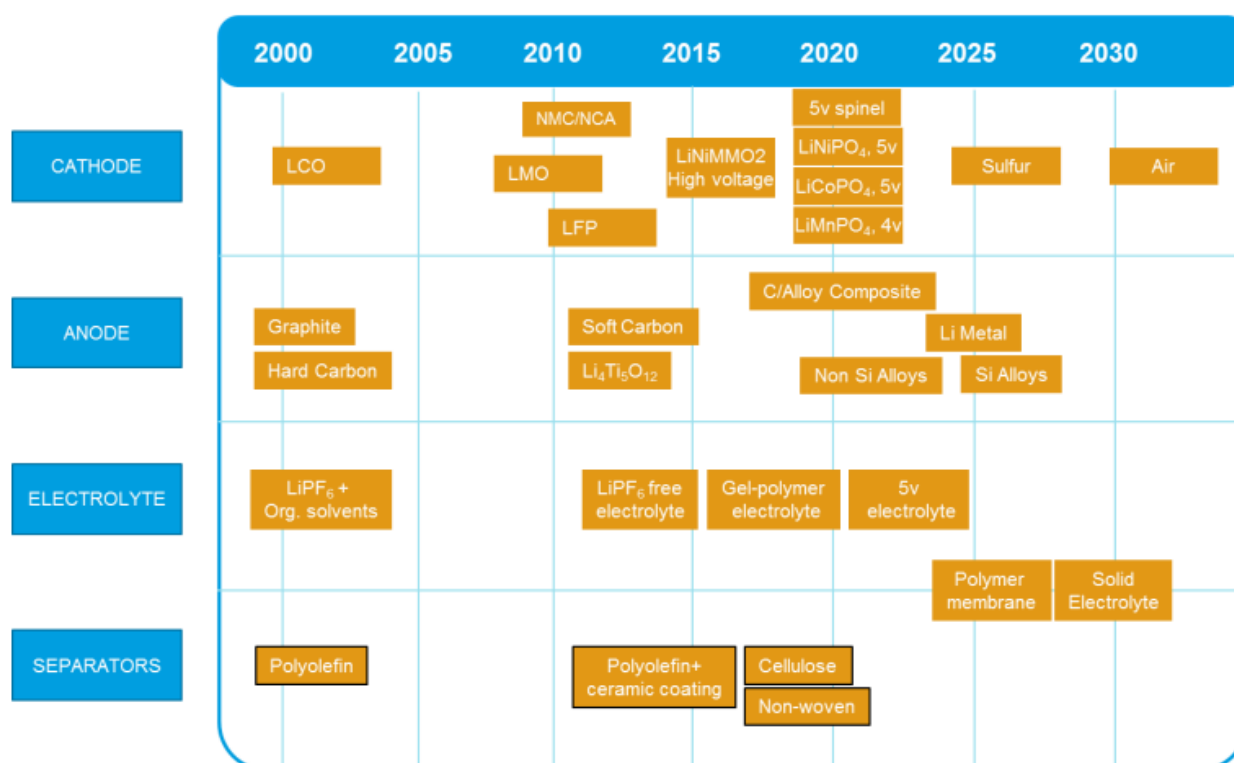 2000 2005 2010 2015 2020 2025 2030
CATHODE
LCO
NMC/NCA
LMO
LFP
LiNiMMO2
High voltage
5v spinel
LiNiPO₄, 5v
LiCoPO₄, 5v
LiMnPO₄, 4v
Sulfur
Air
ANODE
Graphite
Hard Carbon
Soft Carbon
Li₄Ti₅O₁₂
C/Alloy Composite
Non Si Alloys
Li Metal
Si Alloys
ELECTROLYTE
LiPF₆ +
Org. solvents
LiPF₆ free
electrolyte
Gel-polymer
electrolyte
5v
electrolyte
Polymer
membrane
Solid
Electrolyte
SEPARATORS
Polyolefin
Polyolefin+
ceramic coating
Cellulose
Non-woven